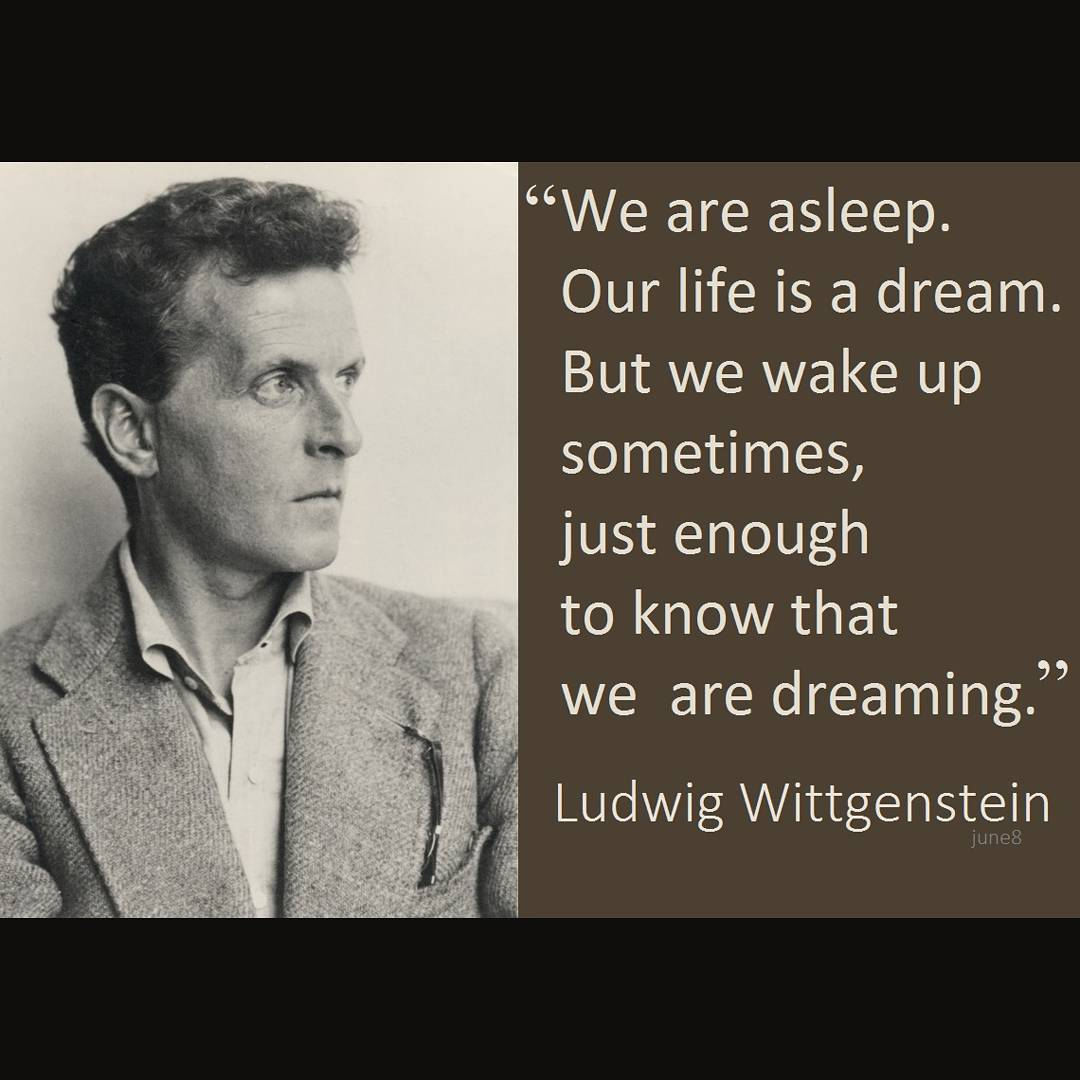 “We are asleep.
Our life is a dream.
But we wake up
sometimes,
just enough
to know that
we  are dreaming.”
Ludwig Wittgenstein
june8